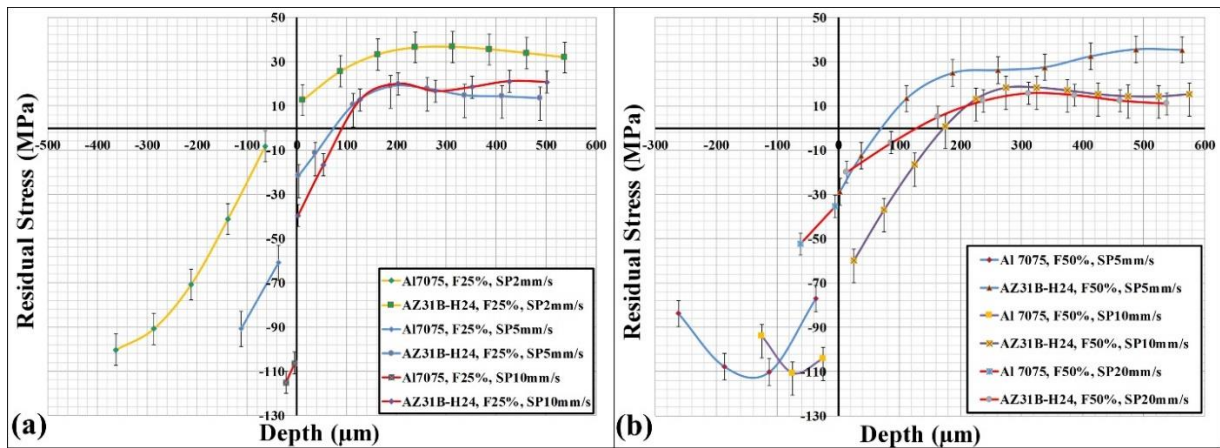 50
30
10
-500 -400 -300 -200 -100 0 100 200 300 400 500 600
-10
-30
-50
-70
-90
-110
-130
Residual Stress (MPa)
Depth (µm)
Al7075, F25%, SP2mm/s
AZ31B-H24, F25%, SP2mm/s
Al7075, F25%, SP5mm/s
AZ31B-H24, F25%, SP5mm/s
Al7075, F25%, SP10mm/s
AZ31B-H24, F25%, SP10mm/s
(a)
50
30
10
-300 -200 -100 0 100 200 300 400 500 600
-10
-30
-50
-70
-90
-110
-130
Residual Stress (MPa)
Depth (µm)
Al 7075, F50%, SP5mm/s
AZ31B-H24, F50%, SP5mm/s
Al 7075, F50%, SP10mm/s
AZ31B-H24, F50%, SP10mm/s
Al 7075, F50%, SP20mm/s
AZ31B-H24, F50%, SP20mm/s
(b)